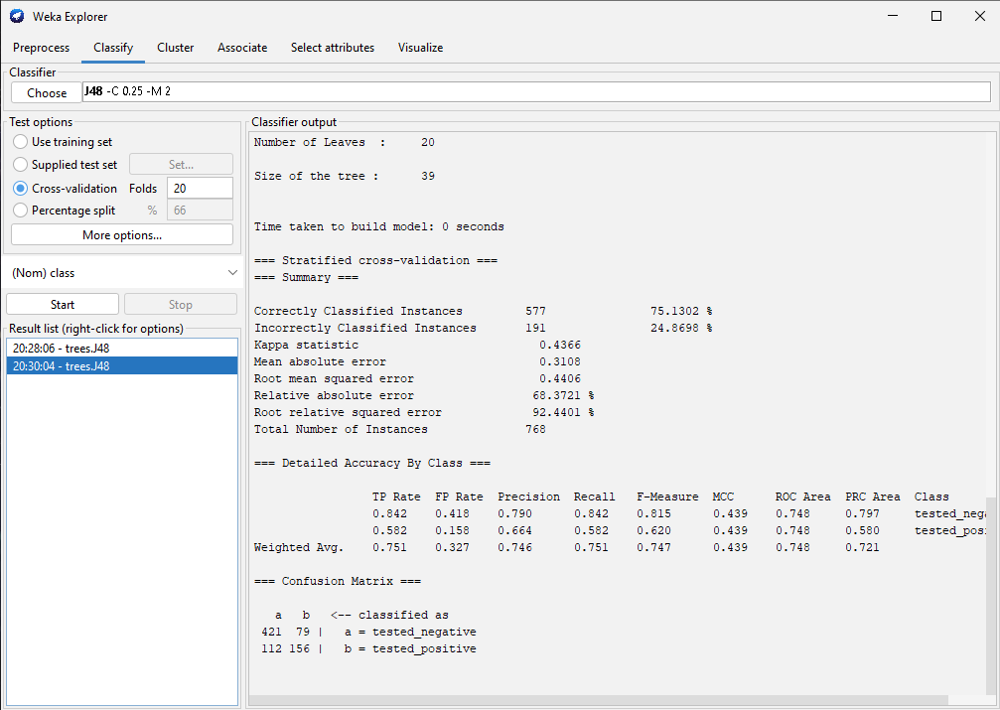 Weka Explorer
Preprocess Classify Cluster Associate Select attributes Visualize
Classifier
Choose J48 -C 0.25 -M 2
Test options
Use training set
Supplied test set Set...
Cross-validation Folds 20
Percentage split % 66
More options...
(Nom) class
Start Stop
Result list (right-click for options)
20:28:06 - trees.J48
20:30:04 - trees.J48
Classifier output
Number of Leaves : 20
Size of the tree : 39
Time taken to build model: 0 seconds
=== Stratified cross-validation ===
=== Summary ===
Correctly Classified Instances 577 75.1302 %
Incorrectly Classified Instances 191 24.8698 %
Kappa statistic 0.4366
Mean absolute error 0.3108
Root mean squared error 0.4406
Relative absolute error 68.3721 %
Root relative squared error 92.4401 %
Total Number of Instances 768
=== Detailed Accuracy By Class ===
TP Rate FP Rate Precision Recall F-Measure MCC ROC Area PRC Area Class
0.842 0.418 0.790 0.842 0.815 0.439 0.748 0.797 tested_neg
0.582 0.158 0.664 0.582 0.620 0.439 0.748 0.580 tested_pos
Weighted Avg. 0.751 0.327 0.746 0.751 0.747 0.439 0.748 0.721
=== Confusion Matrix ===
a b <-- classified as
421 79 | a = tested_negative
112 156 | b = tested_positive